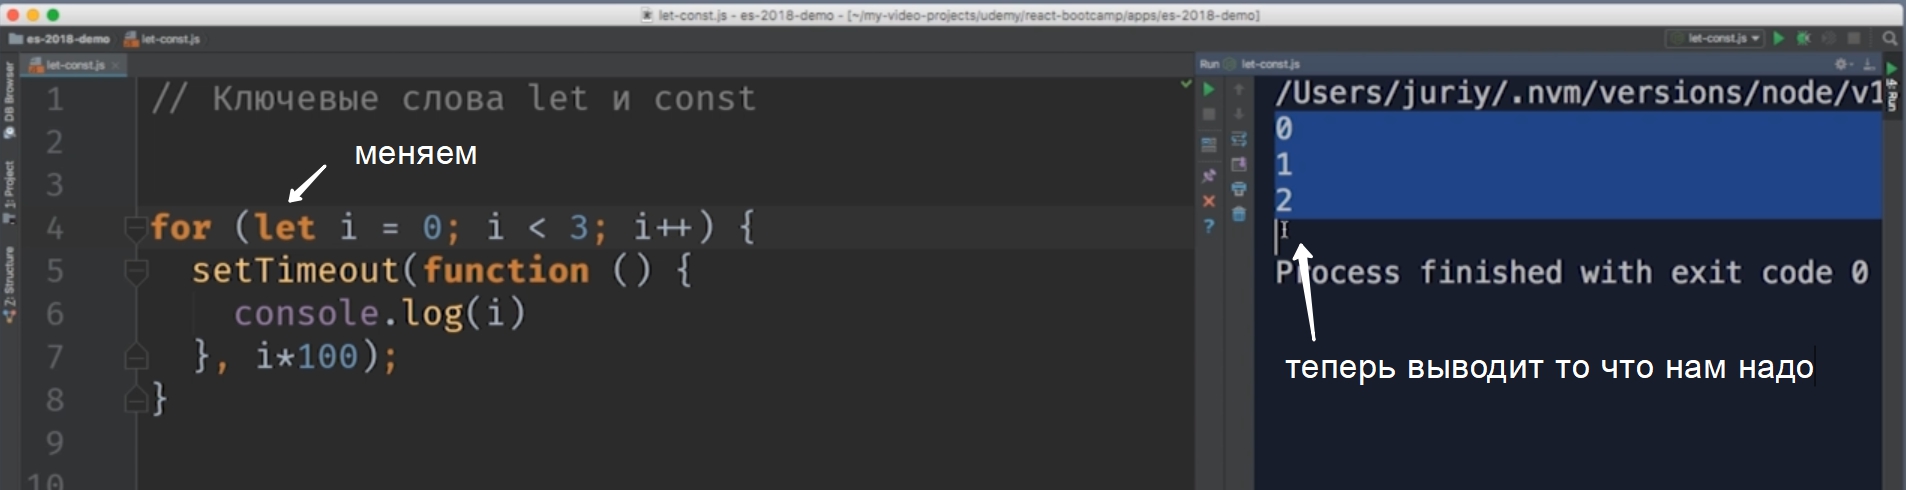 let-const.js - es-2018-demo - [~/my-video-projects/udemy/react-bootcamp/apps/es-2018-demo]
es-2018-demo let-const.js let-const.js
let-const.js
Run let-const.js
DB Browser
1: Project
Z: Structure
1 // Ключевые слова let и const
2
меняем
3
4 for (let i = 0; i < 3; i++) {
5 setTimeout(function () {
6 console.log(i)
7 }, i*100);
8 }
9
10
/Users/juriy/.nvm/versions/node/v1
0
1
2
Process finished with exit code 0
теперь выводит то что нам надо
4: Run